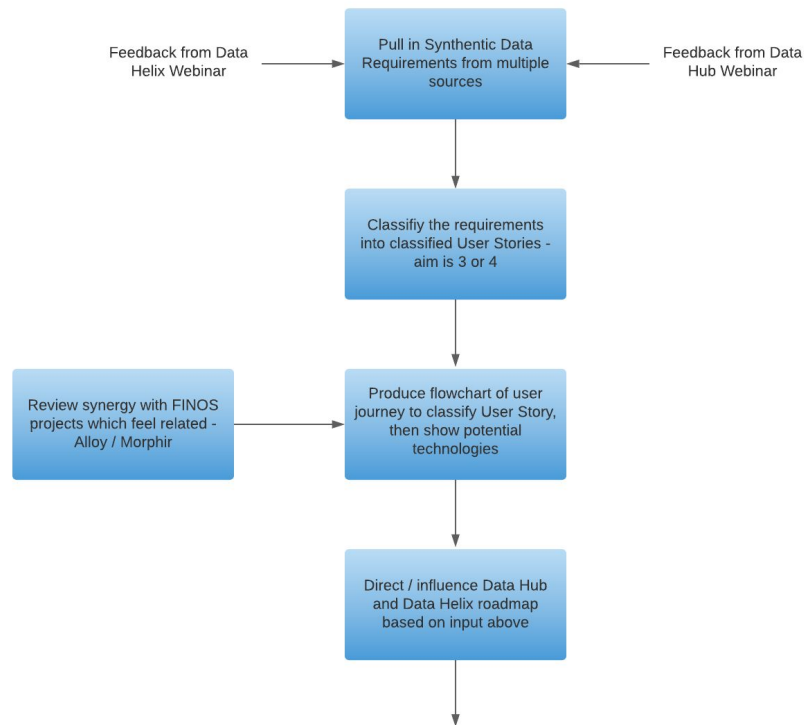 Feedback from Data
Helix Webinar
Pull in Synthentic Data
Requirements from multiple
sources
Feedback from Data
Hub Webinar
Classifiy the requirements
into classified User Stories -
aim is 3 or 4
Review synergy with FINOS
projects which feel related -
Alloy / Morphir
Produce flowchart of user
journey to classify User Story,
then show potential
technologies
Direct / influence Data Hub
and Data Helix roadmap
based on input above